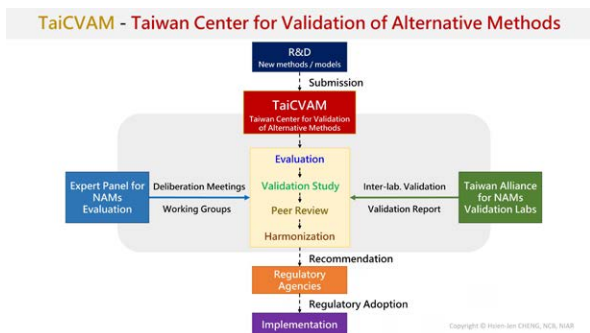 TaiCVAM - Taiwan Center for Validation of Alternative Methods
R&D
New methods / models
Submission
TaiCVAM
Taiwan Center for Validation
of Alternative Methods
Evaluation
Expert Panel for
NAMs
Evaluation
Deliberation Meetings
Working Groups
Validation Study
Peer Review
Harmonization
Inter-lab. Validation
Validation Report
Taiwan Alliance
for NAMs
Validation Labs
Recommendation
Regulatory
Agencies
Regulatory Adoption
Implementation
Copyright © Hsien-Jen CHENG, NCB, NIAB